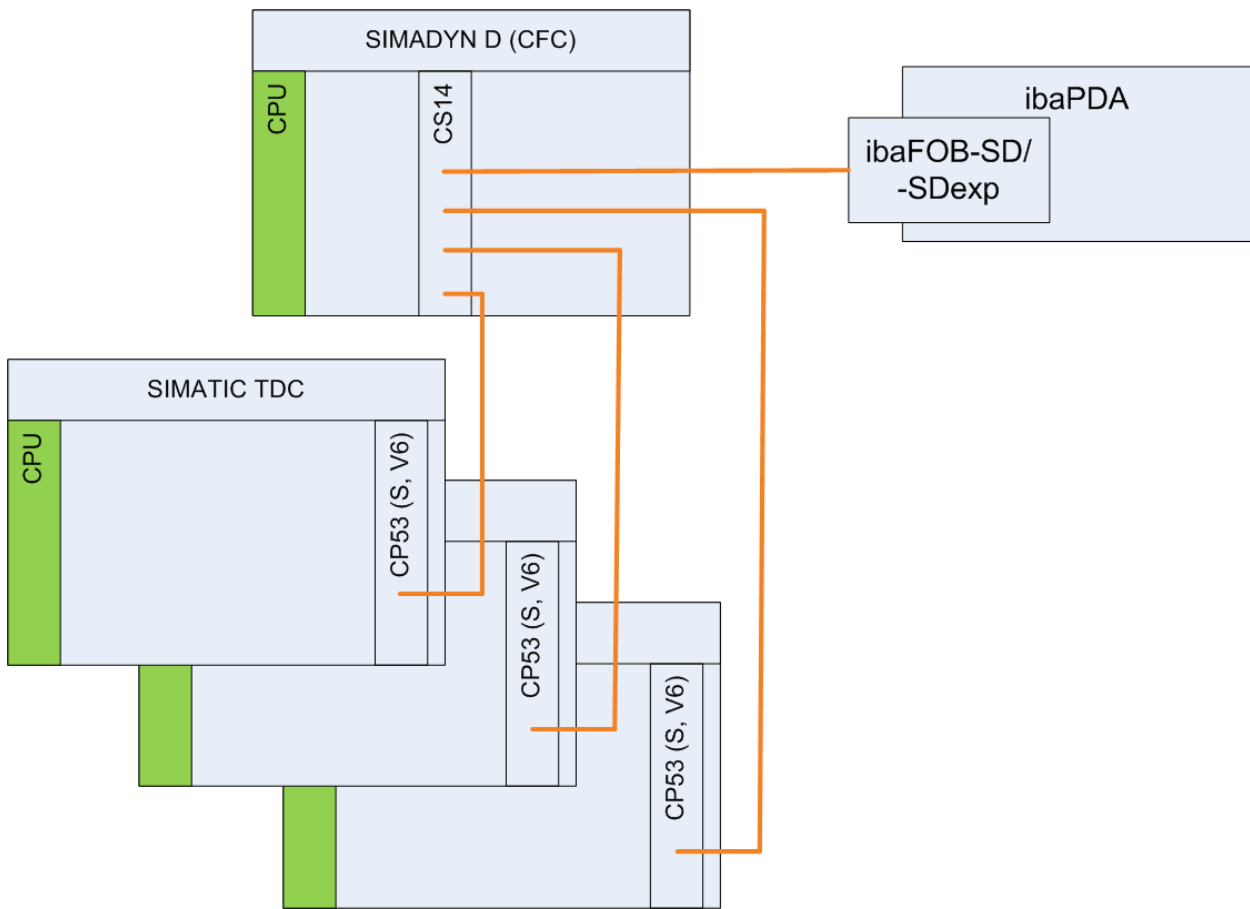 SIMADYN D (CFC)
CPU
CS14
ibaPDA
ibaFOB-SD/
-SDexp
SIMATIC TDC
CPU
CP53 (S, V6)
CP53 (S, V6)
CP53 (S, V6)